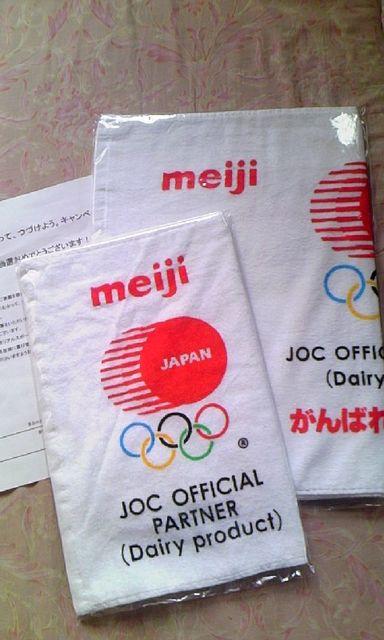 って、つづけよう。キャンペ
当選おめでとうございます!
meiji
JOC OFFIC
(Dairy
がんばれ
meiji
JAPAN
®
JOC OFFICIAL
PARTNER
(Dairy product)